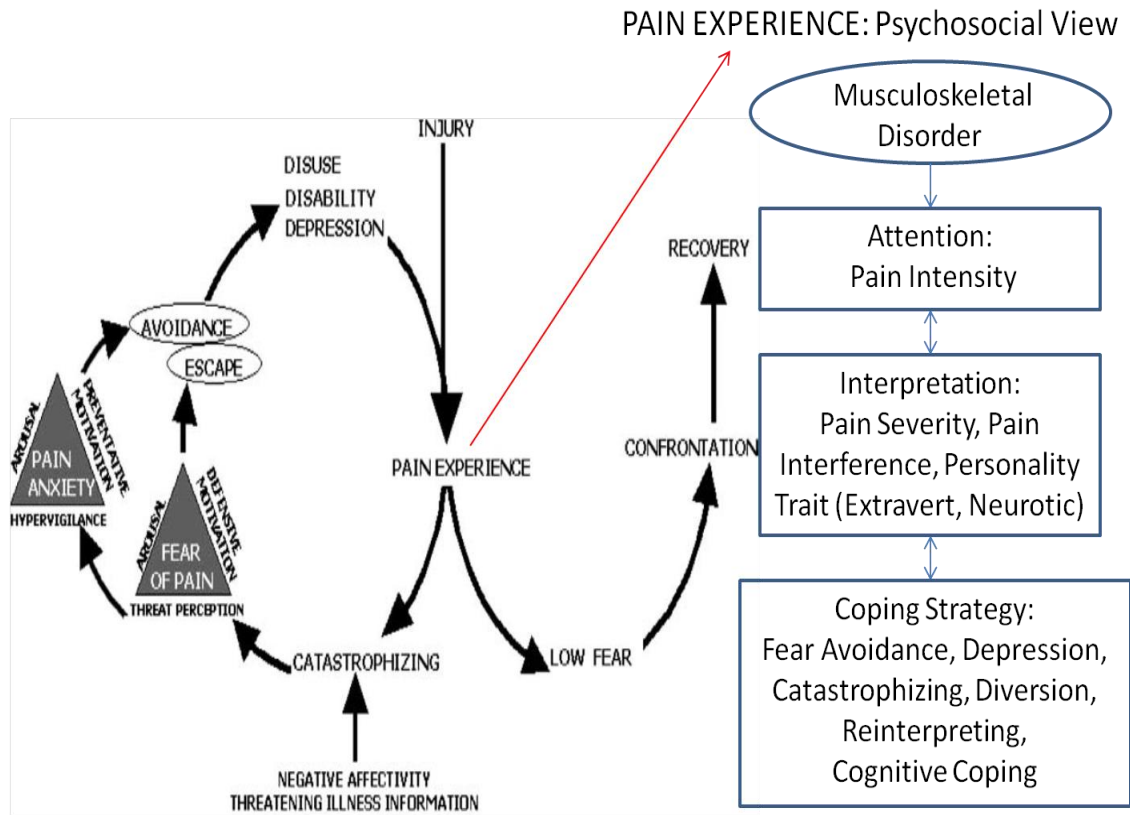 PAIN EXPERIENCE: Psychosocial View
INJURY
DISUSE
DISABILITY
DEPRESSION
AVOIDANCE
ESCAPE
AROUSAL
PREVENTATIVE
MOTIVATION
PAIN
ANXIETY
HYPERVIGILANCE
AROUSAL
DEFENSIVE
MOTIVATION
FEAR
OF PAIN
THREAT PERCEPTION
CATASTROPHIZING
NEGATIVE AFFECTIVITY
THREATENING ILLNESS INFORMATION
PAIN EXPERIENCE
LOW FEAR
CONFRONTATION
RECOVERY
Musculoskeletal
Disorder
Attention:
Pain Intensity
Interpretation:
Pain Severity, Pain
Interference, Personality
Trait (Extravert, Neurotic)
Coping Strategy:
Fear Avoidance, Depression,
Catastrophizing, Diversion,
Reinterpreting,
Cognitive Coping